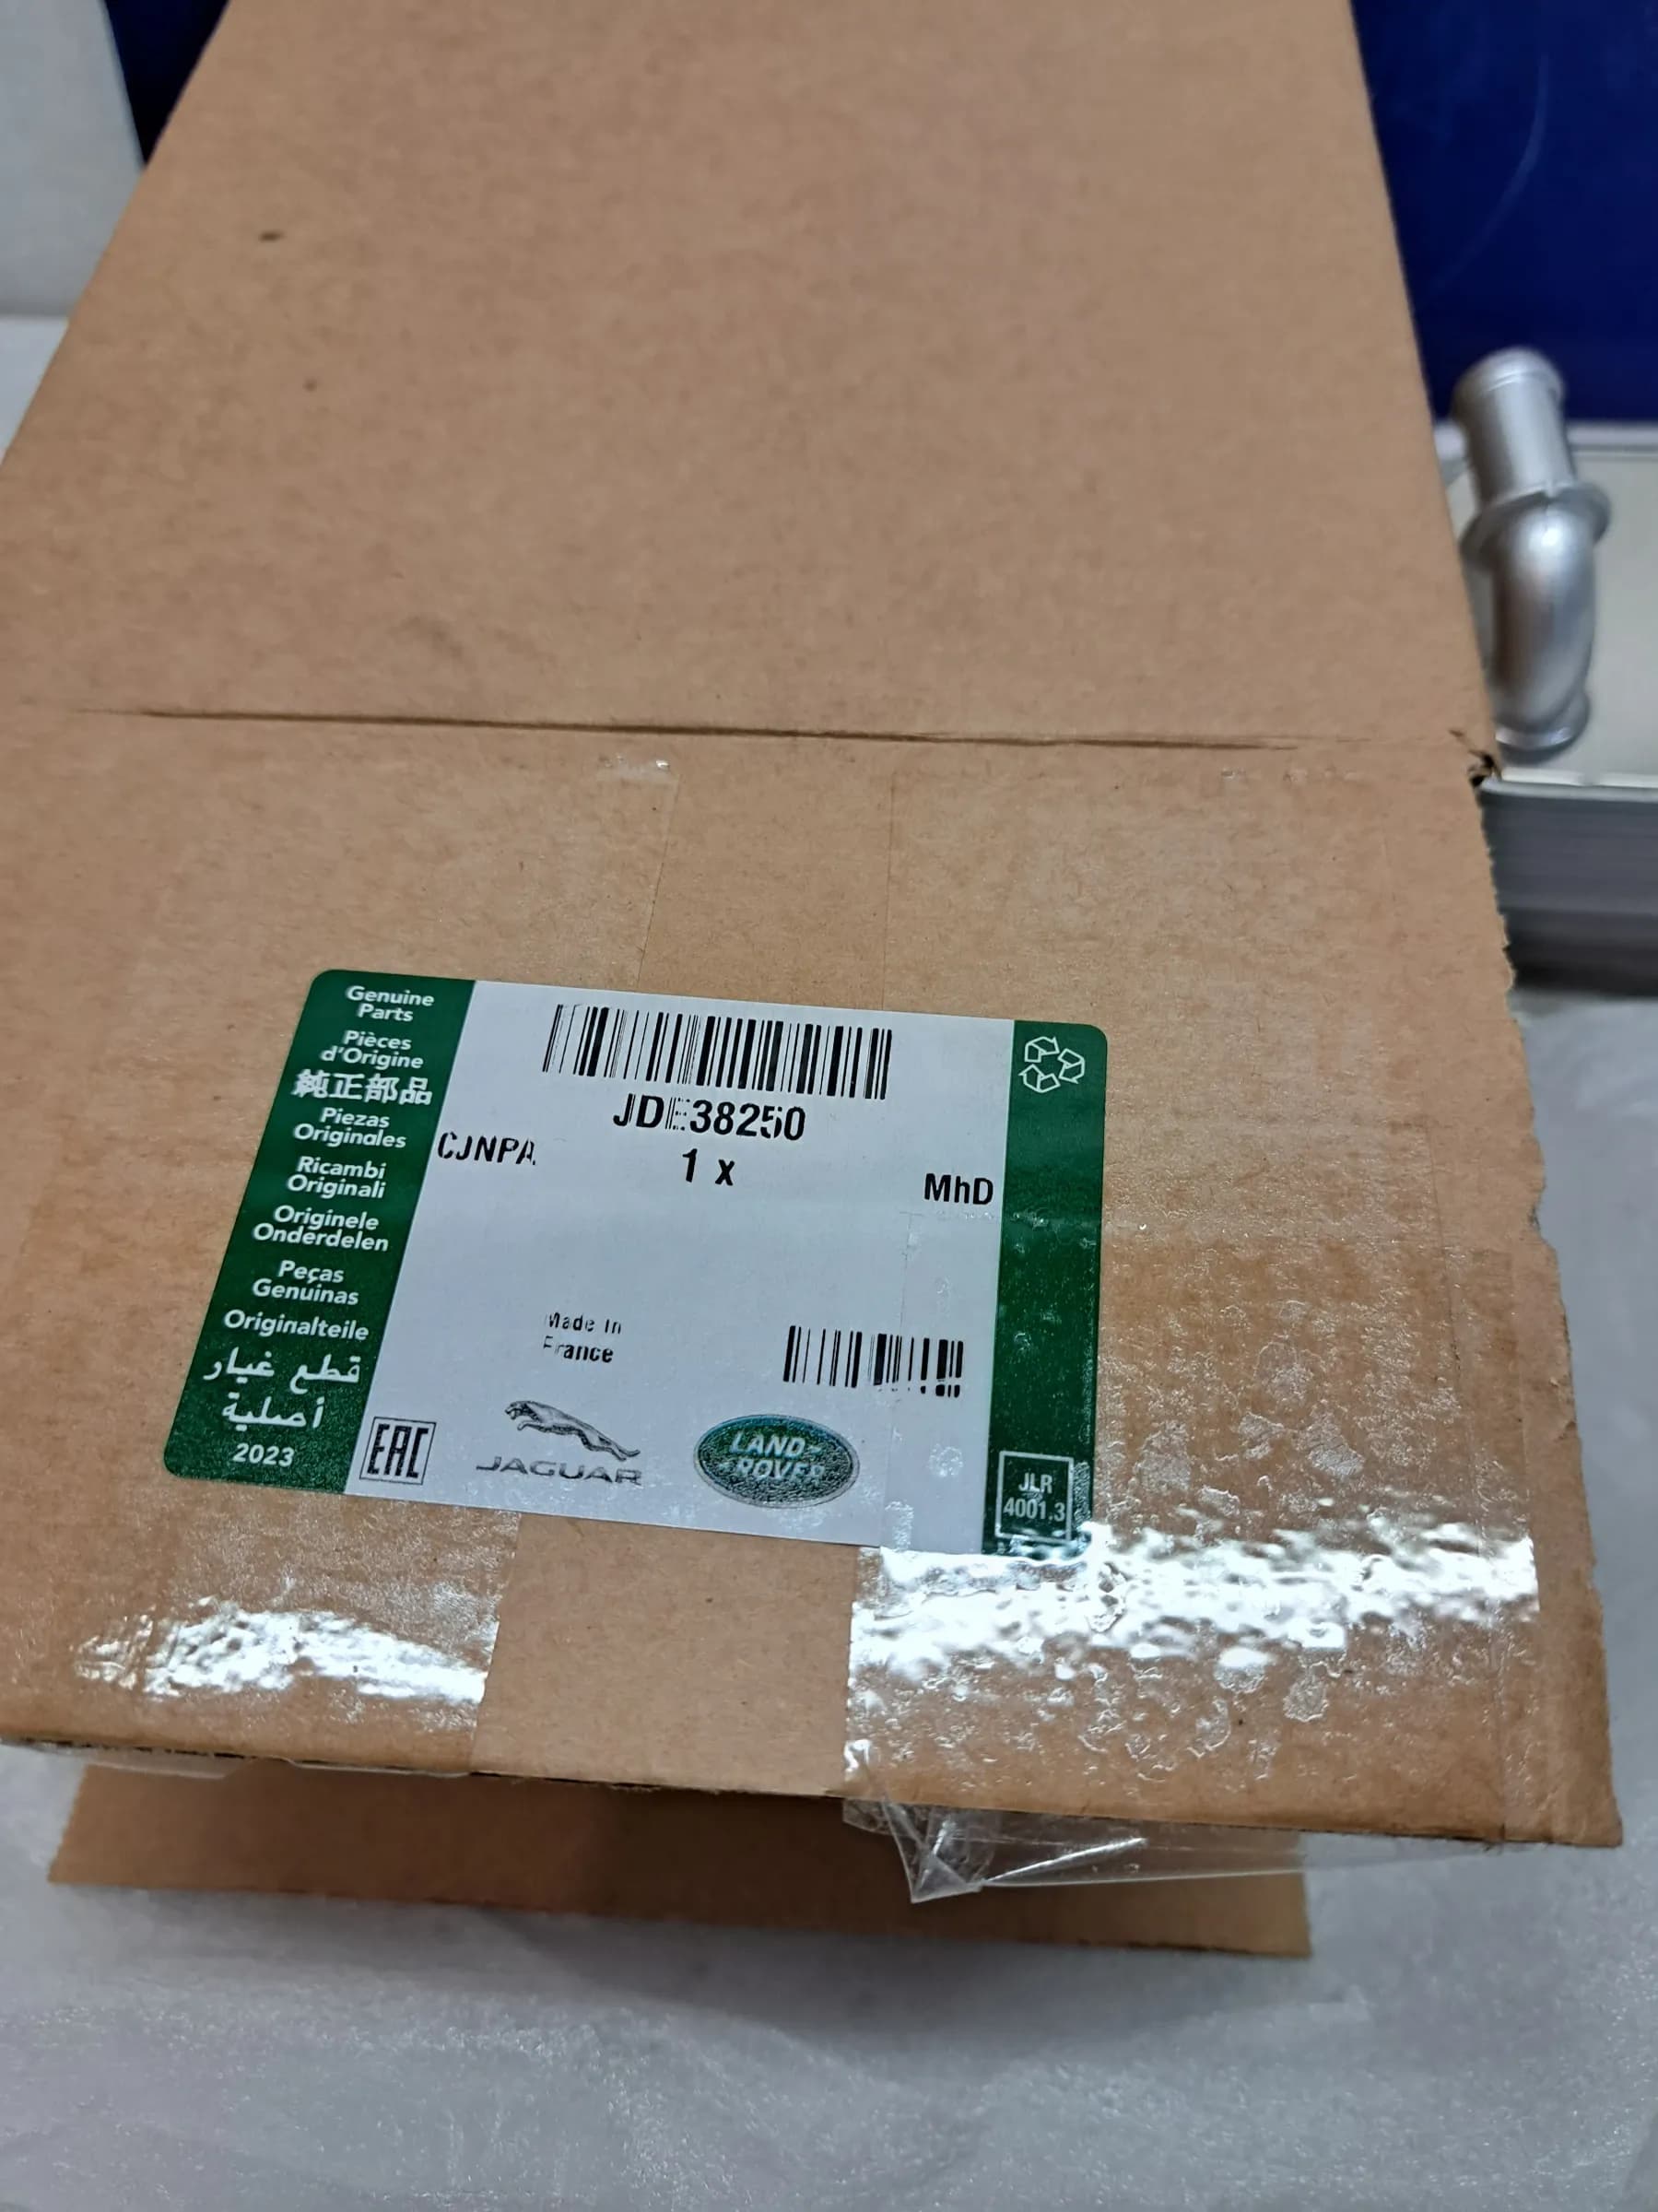 Genuine
Parts
Pièces
d'Origine
純正部品
Piezas
Originales
Ricambi
Originali
Originele
Onderdelen
Peças
Genuinas
Originalteile
قطع غيار
أصلية
2023
JDE38250
CJNPA
1 x
MhD
Made In
France
EAC
JAGUAR
LAND-
ROVER
JLR
4001.3